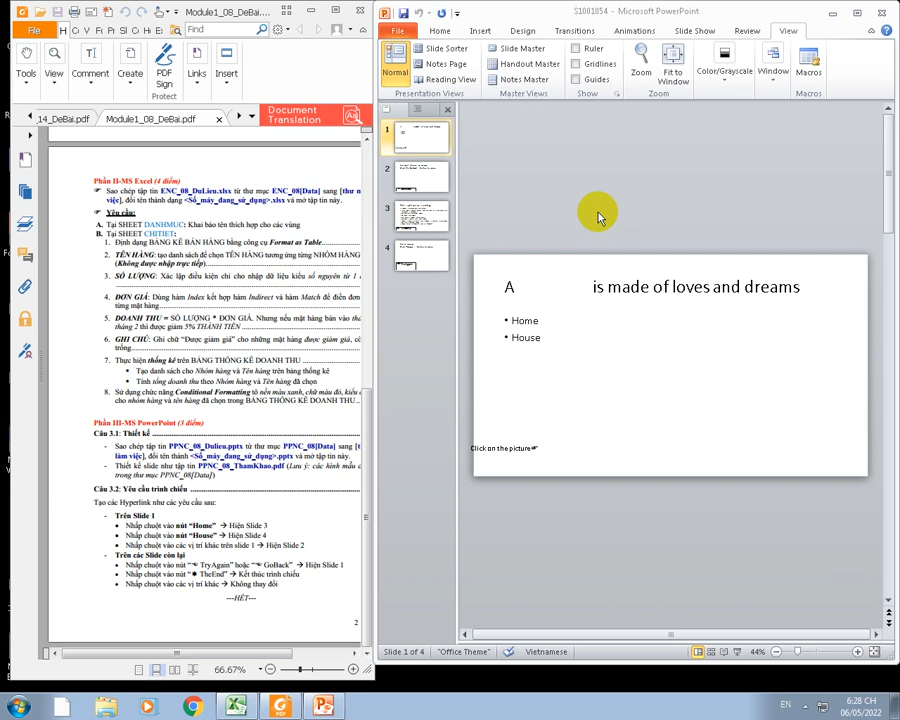 Module1_08_DeBai....
File
H
C
Vi
Fr
Pl
Sl
Ci
Bi
Et
Find
Tools
View
Comment
Create
PDF Sign
Links
Insert
Protect
_14_DeBai.pdf
Module1_08_DeBai.pdf
Document Translation
Phần II-MS Excel (4 điểm)
Sao chép tập tin ENC_08_DuLieu.xlsx từ thư mục ENC_08[Data] sang [thư n
việc], đổi tên thành <Số_máy_đang_sử_dụng>.xlsx và mở tập tin này.
Yêu cầu:
A. Tại SHEET DANHMUC: Khai báo tên thích hợp cho các vùng
B. Tại SHEET CHITIET:
1. Định dạng BẢNG KÊ BÁN HÀNG bằng công cụ Format as Table
2. TÊN HÀNG: tạo danh sách để chọn TÊN HÀNG tương ứng từng NHÓM HÀNG
(Không được nhập trực tiếp)
3. SỐ LƯỢNG: Xác lập điều kiện chỉ cho nhập dữ liệu kiểu số nguyên từ 1
4. ĐƠN GIÁ: Dùng hàm Index kết hợp hàm Indirect và hàm Match để điền đơn
từng mặt hàng
5. DOANH THU = SỐ LƯỢNG * ĐƠN GIÁ. Nhưng nếu mặt hàng bán vào thá
tháng 2 thì được giảm 5% THÀNH TIỀN
6. GHI CHÚ: Ghi chữ "Được giảm giá" cho những mặt hàng được giảm giá, cò
trống.
7. Thực hiện thống kê trên BẢNG THỐNG KÊ DOANH THU
• Tạo danh sách cho Nhóm hàng và Tên hàng trên bảng thống kê
• Tính tổng doanh thu theo Nhóm hàng và Tên hàng đã chọn
8. Sử dụng chức năng Conditional Formatting tô nền màu xanh, chữ màu đỏ, kiểu
cho nhóm hàng và tên hàng đã chọn trong BẢNG THỐNG KÊ DOANH THU
Phần III-MS PowerPoint (3 điểm)
Câu 3.1: Thiết kế
- Sao chép tập tin PPNC_08_Dulieu.pptx từ thư mục PPNC_08[Data] sang [t
làm việc], đổi tên thành <Số_máy_đang_sử_dụng>.pptx và mở tập tin này.
- Thiết kế slide như tập tin PPNC_08_ThamKhao.pdf (Lưu ý: các hình mẫu
trong thư mục PPNC_08[Data])
Câu 3.2: Yêu cầu trình chiếu
Tạo các Hyperlink như các yêu cầu sau:
- Trên Slide 1
• Nhấp chuột vào nút "Home" → Hiện Slide 3
• Nhấp chuột vào nút "House" → Hiện Slide 4
• Nhấp chuột vào các vị trí khác trên slide 1 → Hiện Slide 2
- Trên các Slide còn lại
• Nhấp chuột vào nút "☜ TryAgain" hoặc "☜ GoBack" → Hiện Slide 1
• Nhấp chuột vào nút "✸ TheEnd" → Kết thúc trình chiếu
• Nhấp chuột vào các vị trí khác → Không thay đổi
---HẾT---
2
66.67%
S1001054 - Microsoft PowerPoint
File
Home
Insert
Design
Transitions
Animations
Slide Show
Review
View
Normal
Slide Sorter
Notes Page
Reading View
Presentation Views
Slide Master
Handout Master
Notes Master
Master Views
Ruler
Gridlines
Guides
Show
Zoom
Fit to Window
Zoom
Color/Grayscale
Window
Macros
Macros
1
2
3
4
A is made of loves and dreams
• Home
• House
Click on the picture☞
Slide 1 of 4
"Office Theme"
Vietnamese
44%
EN
6:28 CH
06/05/2022